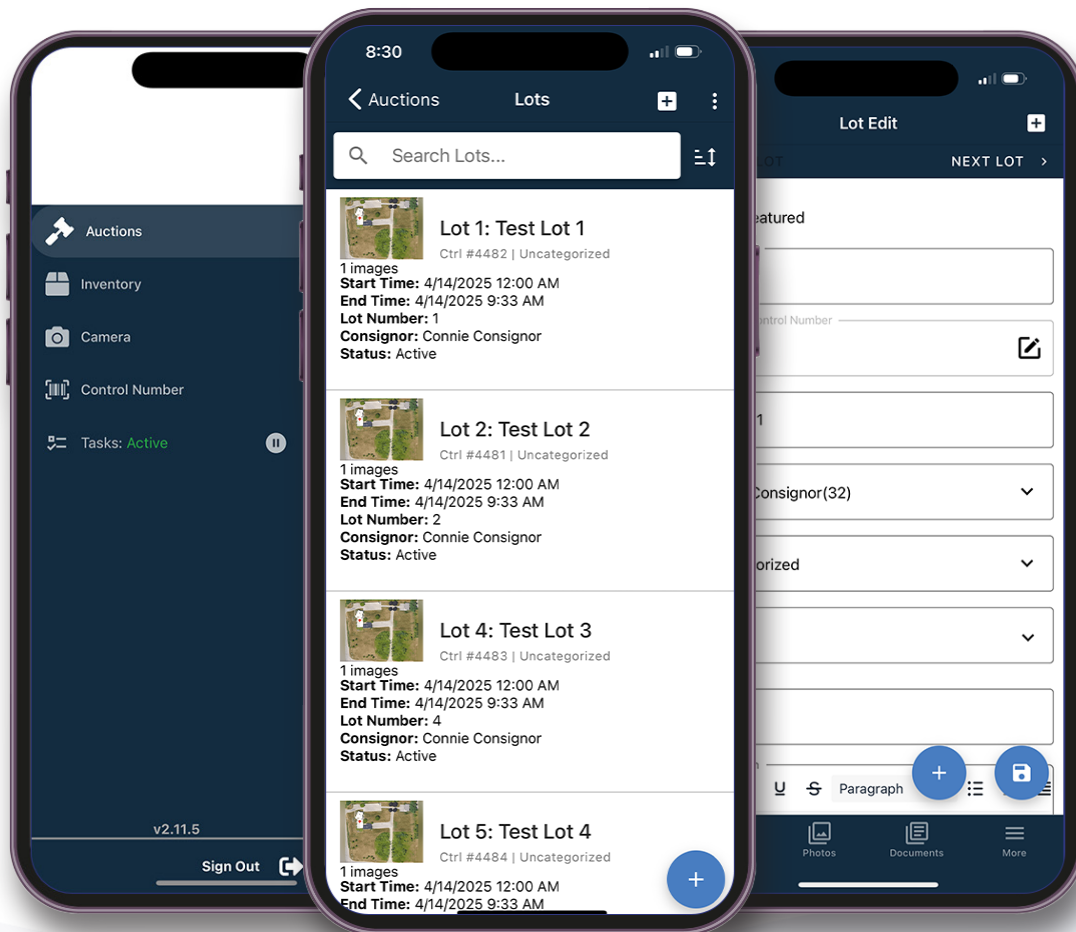 Auctions
Inventory
Camera
Control Number
Tasks: Active
v2.11.5
Sign Out
8:30
Auctions
Lots
Search Lots...
Lot 1: Test Lot 1
Ctrl #4482 | Uncategorized
1 images
Start Time: 4/14/2025 12:00 AM
End Time: 4/14/2025 9:33 AM
Lot Number: 1
Consignor: Connie Consignor
Status: Active
Lot 2: Test Lot 2
Ctrl #4481 | Uncategorized
1 images
Start Time: 4/14/2025 12:00 AM
End Time: 4/14/2025 9:33 AM
Lot Number: 2
Consignor: Connie Consignor
Status: Active
Lot 4: Test Lot 3
Ctrl #4483 | Uncategorized
1 images
Start Time: 4/14/2025 12:00 AM
End Time: 4/14/2025 9:33 AM
Lot Number: 4
Consignor: Connie Consignor
Status: Active
Lot 5: Test Lot 4
Ctrl #4484 | Uncategorized
1 images
Start Time: 4/14/2025 12:00 AM
End Time: 4/14/2025 9:33 AM
Lot Edit
LOT
NEXT LOT
eatured
ontrol Number
1
Consignor(32)
orized
U S Paragraph
Photos
Documents
More